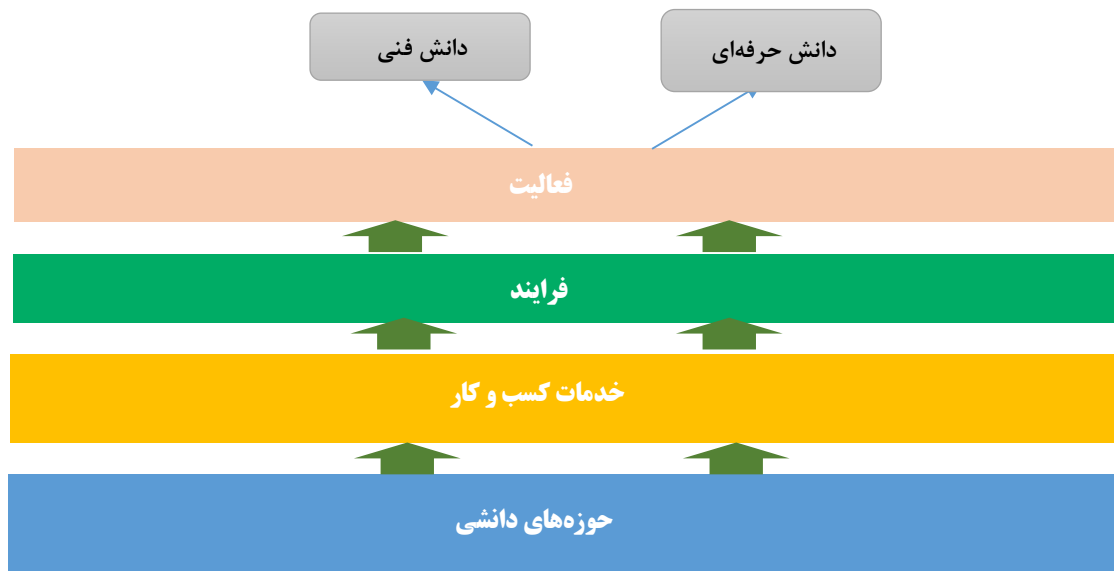 دانش حرفه‌ای
دانش فنی
فعالیت
فرایند
خدمات کسب و کار
حوزه‌های دانشی